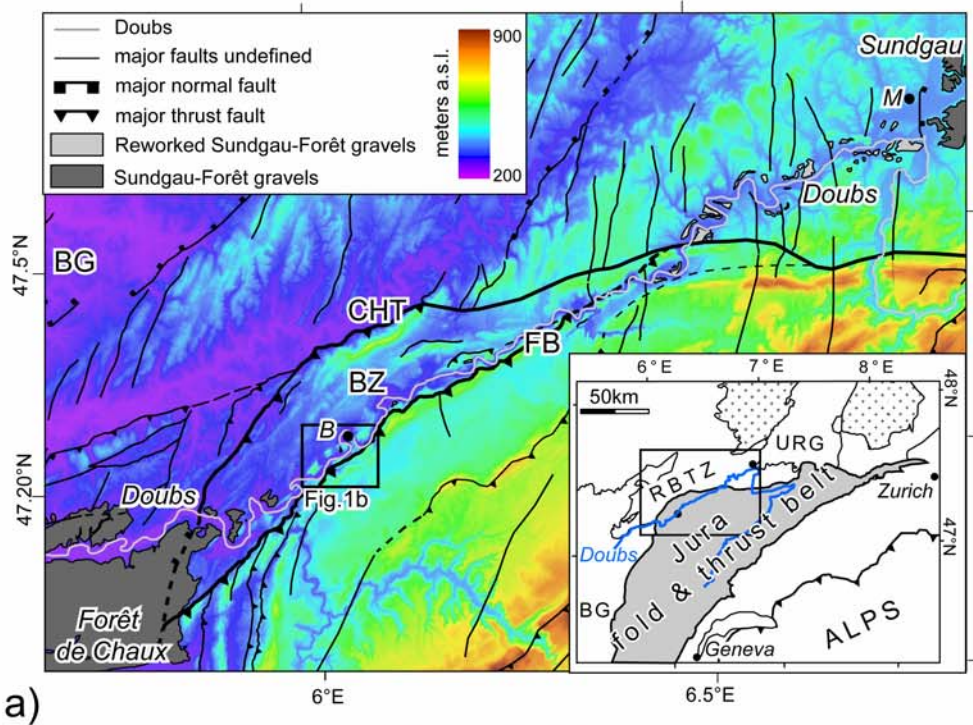 Doubs
major faults undefined
major normal fault
major thrust fault
Reworked Sundgau-Forêt gravels
Sundgau-Forêt gravels
meters a.s.l.
900
200
Sundgau
M
Doubs
BG
47.5°N
CHT
FB
BZ
B
Fig.1b
Doubs
47.20°N
Forêt
de Chaux
6°E
6.5°E
a)
6°E
7°E
8°E
48°N
47°N
50km
URG
RBTZ
Zurich
Jura
fold & thrust belt
Doubs
BG
ALPS
Geneva